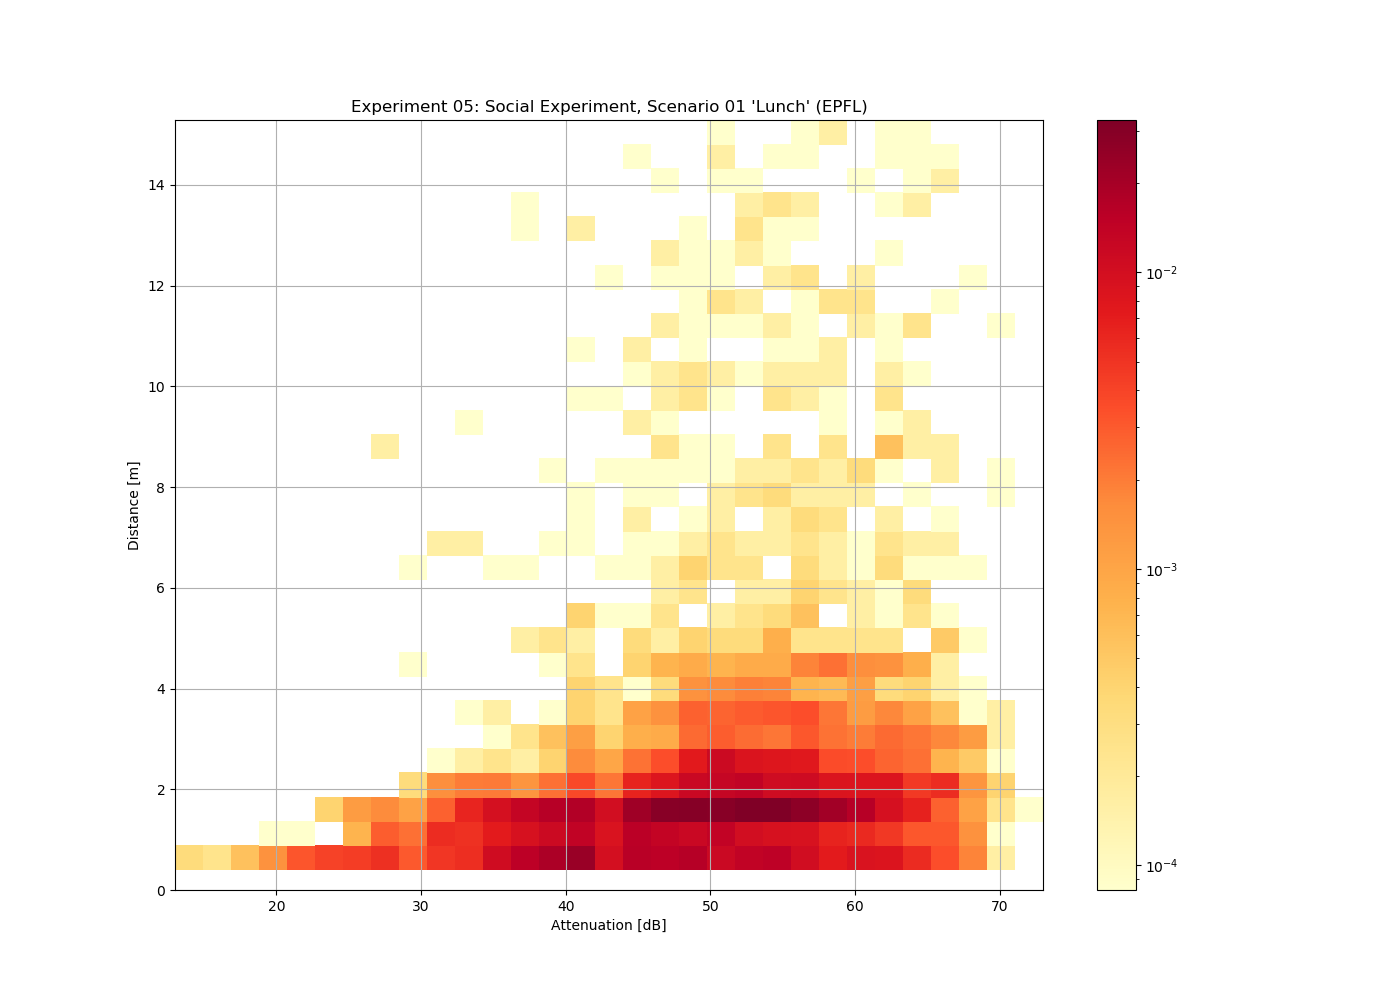 Experiment 05: Social Experiment, Scenario 01 'Lunch' (EPFL)
14
12
10
8
6
4
2
0
Distance [m]
20 30 40 50 60 70
Attenuation [dB]
10⁻²
10⁻³
10⁻⁴